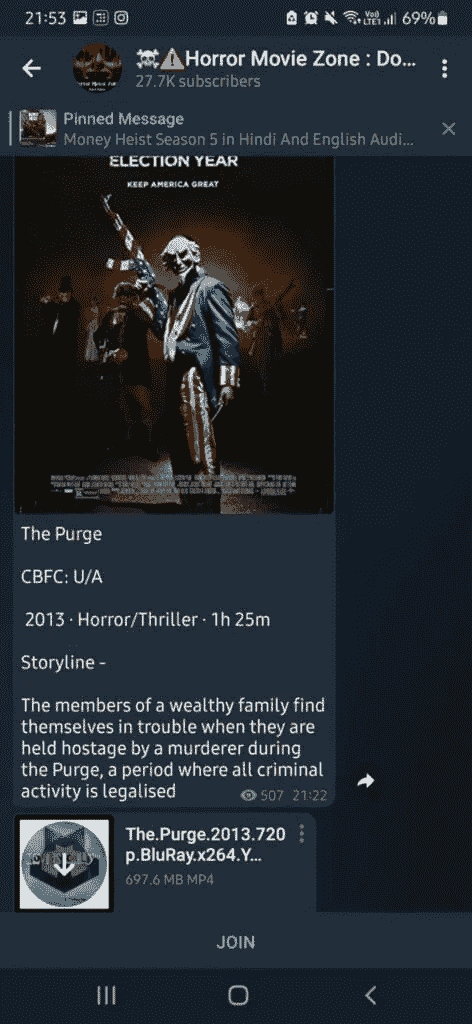 21:53
Vo))
LTE1
69%
☠⚠Horror Movie Zone : Do...
27.7K subscribers
Pinned Message
Money Heist Season 5 in Hindi And English Audi...
ELECTION YEAR
KEEP AMERICA GREAT
The Purge
CBFC: U/A
2013 · Horror/Thriller · 1h 25m
Storyline -
The members of a wealthy family find
themselves in trouble when they are
held hostage by a murderer during
the Purge, a period where all criminal
activity is legalised
507 21:22
The.Purge.2013.720
p.BluRay.x264.Y...
697.6 MB MP4
JOIN